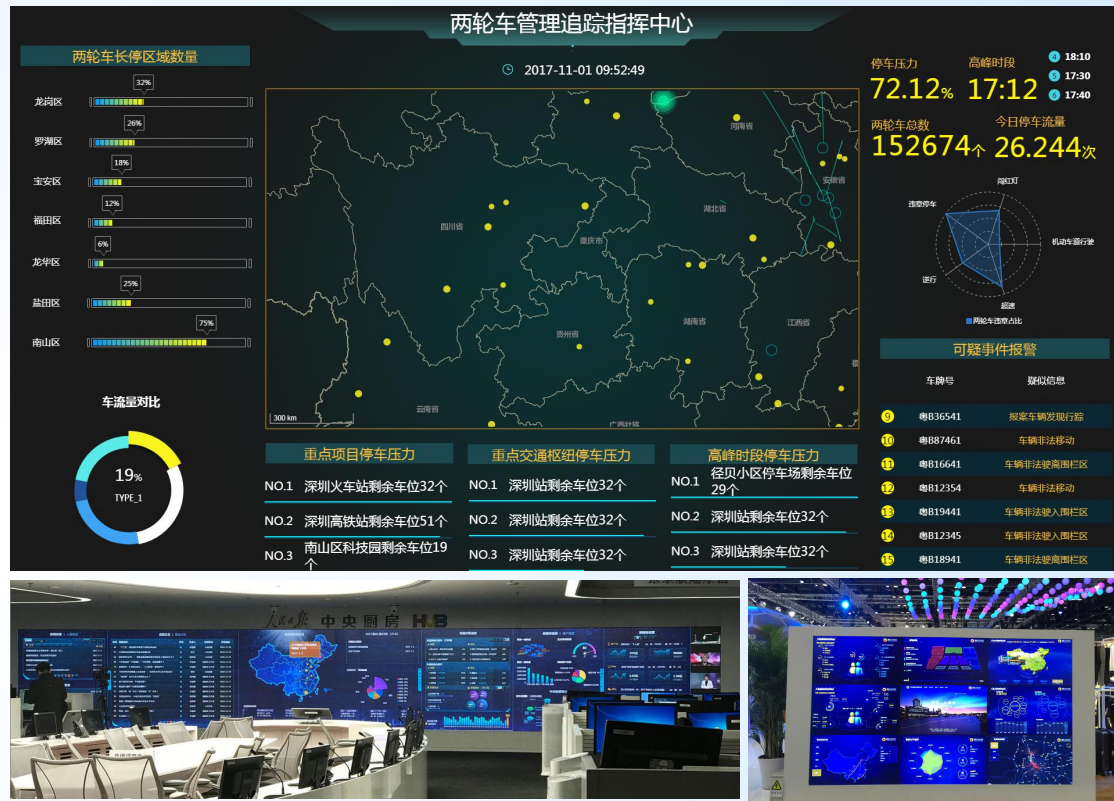 两轮车管理追踪指挥中心
2017-11-01 09:52:49
两轮车长停区域数量
32%
龙岗区
26%
罗湖区
18%
宝安区
12%
福田区
6%
龙华区
25%
盐田区
75%
南山区
车流量对比
19%
TYPE_1
河南省
安徽省
湖北省
四川省
重庆市
湖南省
江西省
贵州省
云南省
广西壮族
300 km
重点项目停车压力
NO.1 深圳火车站剩余车位32个
NO.2 深圳高铁站剩余车位51个
NO.3 南山区科技园剩余车位19
个
重点交通枢纽停车压力
NO.1 深圳站剩余车位32个
NO.2 深圳站剩余车位32个
NO.3 深圳站剩余车位32个
高峰时段停车压力
NO.1 径贝小区停车场剩余车位
29个
NO.2 深圳站剩余车位32个
NO.3 深圳站剩余车位32个
停车压力
72.12%
高峰时段
17:12
4 18:10
5 17:30
6 17:40
两轮车总数
152674个
今日停车流量
26.244次
闯红灯
违章停车
机动车道行驶
逆行
超速
两轮车违章占比
可疑事件报警
车牌号 疑似信息
9 粤B36541 报案车辆发现行踪
10 粤B87461 车辆非法移动
11 粤B16641 车辆非法驶离围栏区
12 粤B12354 车辆非法移动
13 粤B19441 车辆非法驶入围栏区
14 粤B12345 车辆非法驶入围栏区
15 粤B18941 车辆非法驶离围栏区
人民日报 中央厨房 HUB